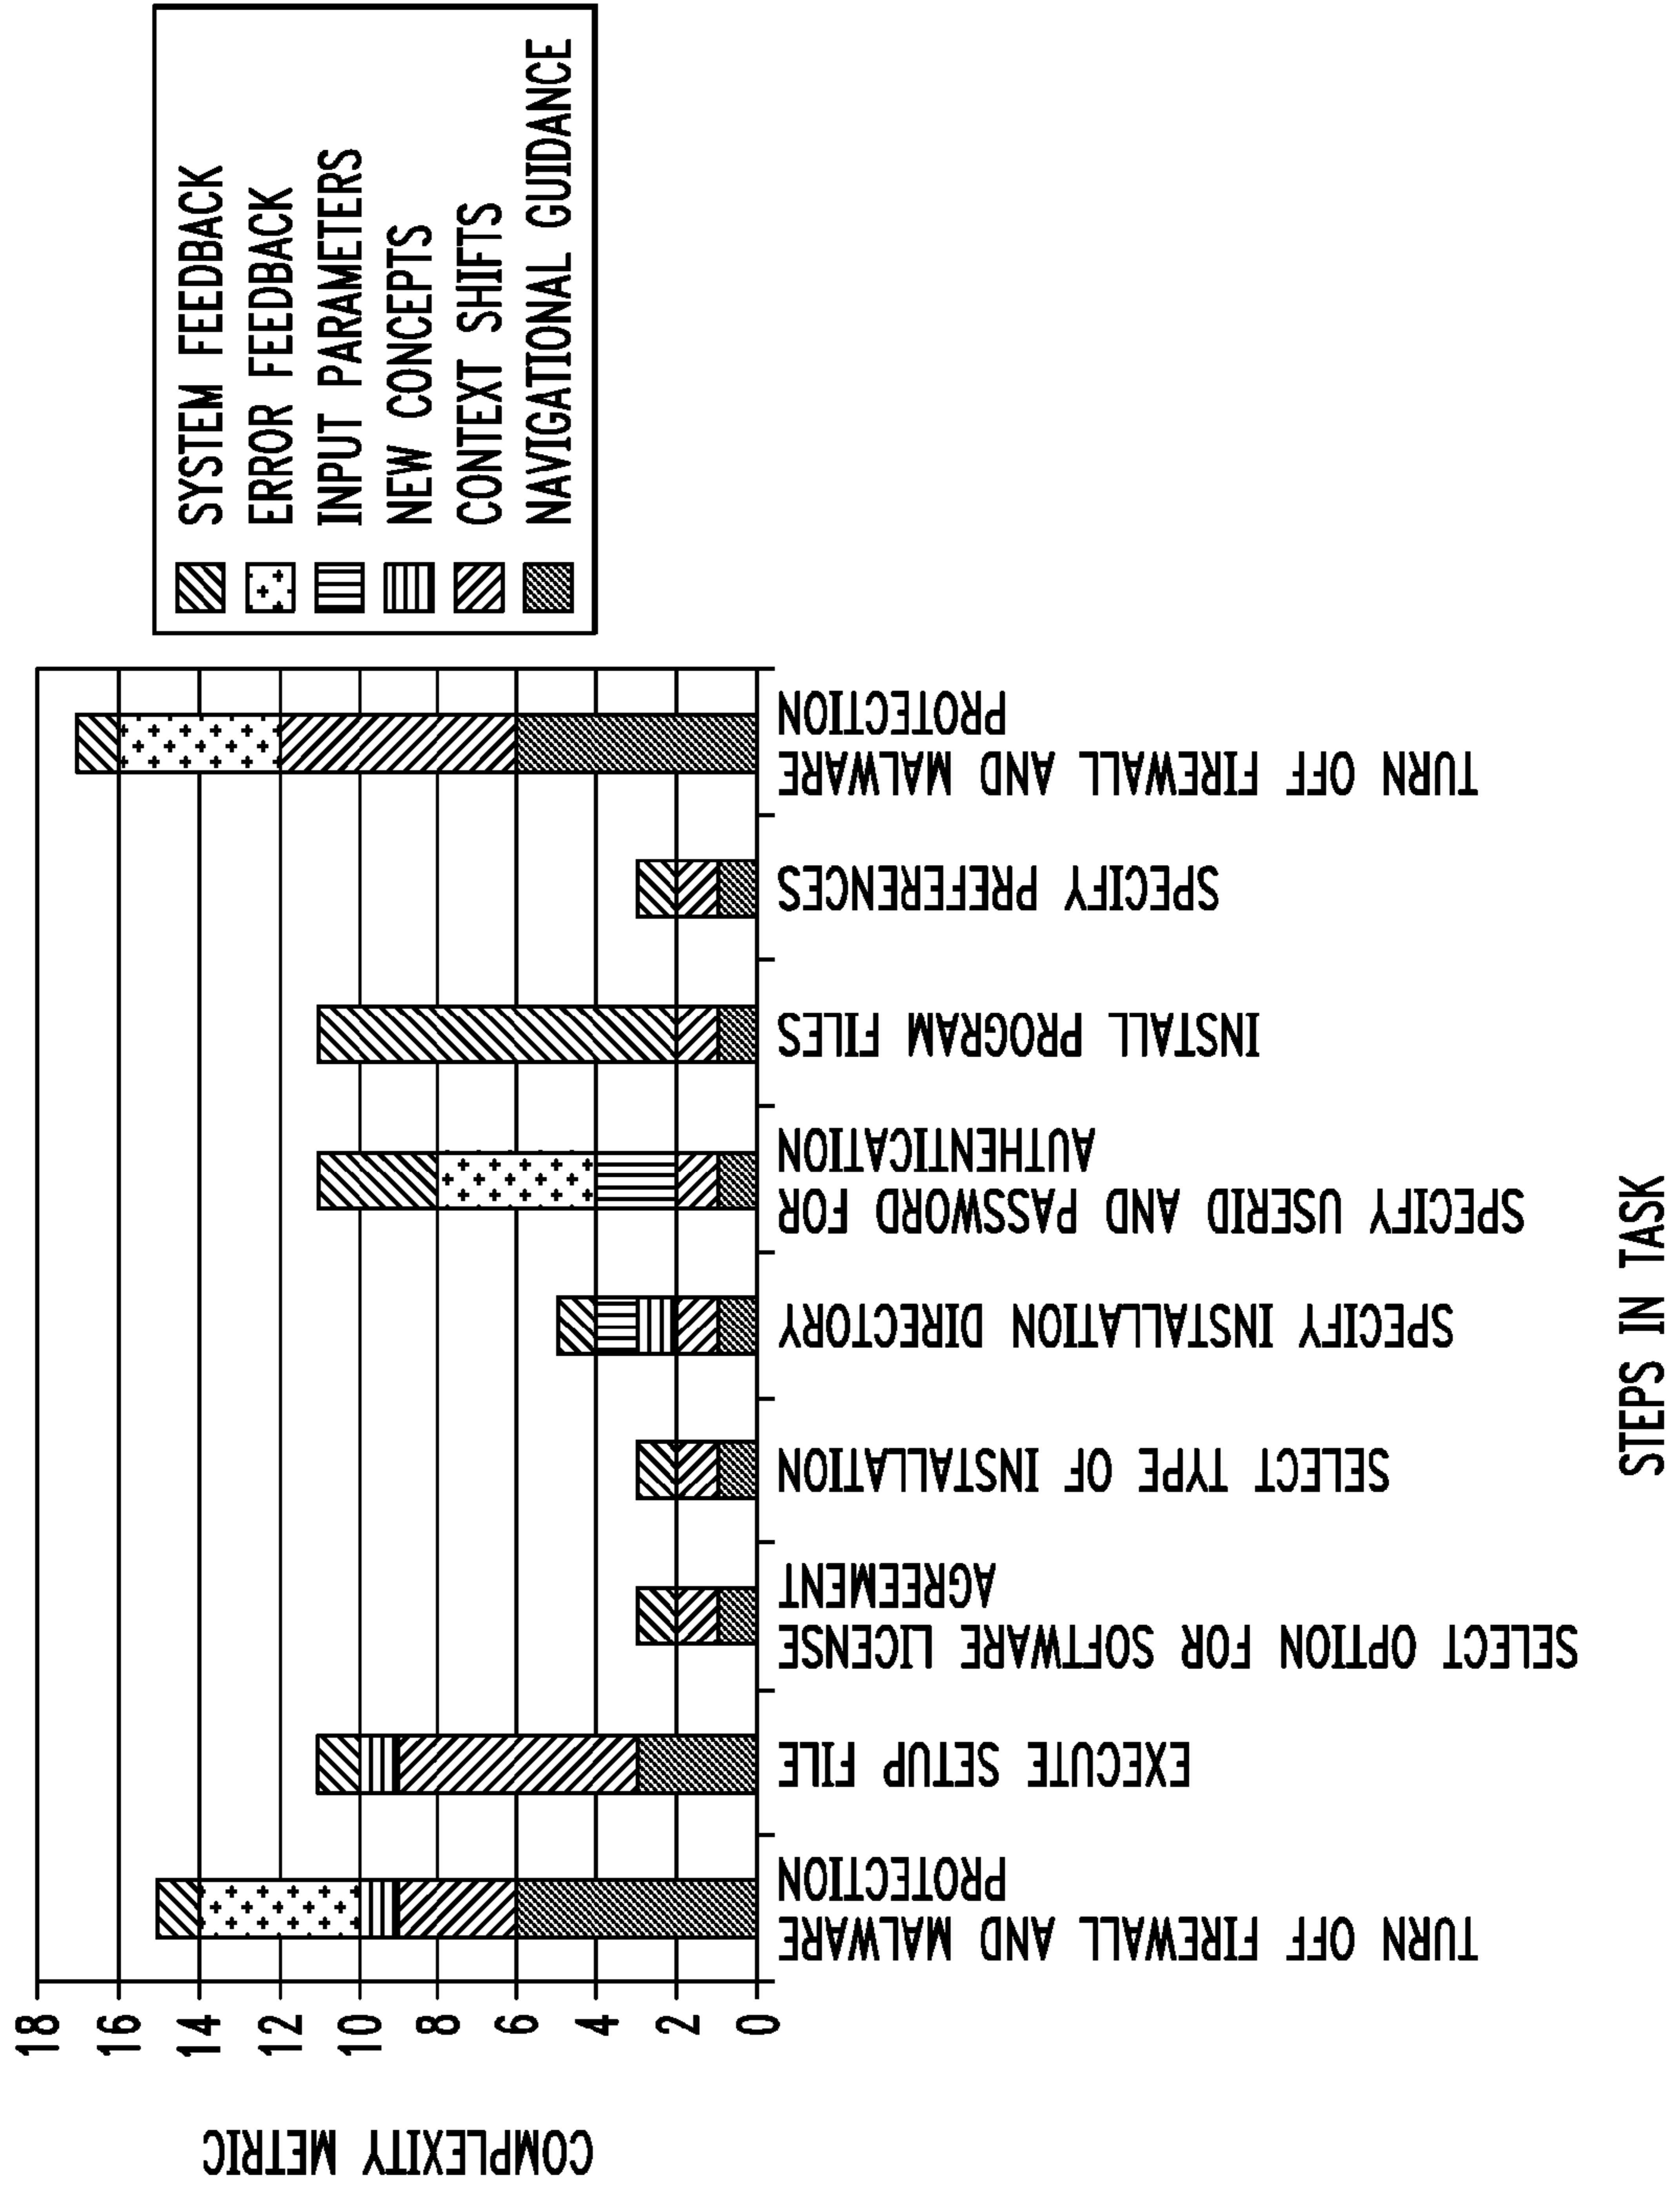 COMPLEXITY METRIC
18
16
14
12
10
8
6
4
2
0
TURN OFF FIREWALL AND MALWARE
PROTECTION
EXECUTE SETUP FILE
SELECT OPTION FOR SOFTWARE LICENSE
AGREEMENT
SELECT TYPE OF INSTALLATION
SPECIFY INSTALLATION DIRECTORY
SPECIFY USERID AND PASSWORD FOR
AUTHENTICATION
INSTALL PROGRAM FILES
SPECIFY PREFERENCES
TURN OFF FIREWALL AND MALWARE
PROTECTION
STEPS IN TASK
SYSTEM FEEDBACK
ERROR FEEDBACK
INPUT PARAMETERS
NEW CONCEPTS
CONTEXT SHIFTS
NAVIGATIONAL GUIDANCE